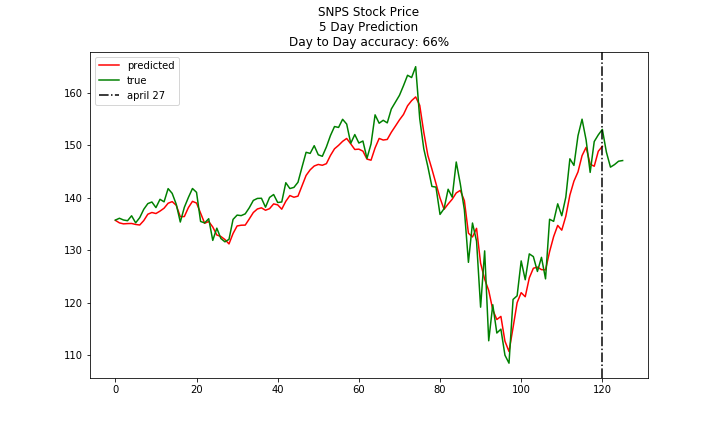 SNPS Stock Price
5 Day Prediction
Day to Day accuracy: 66%
predicted
true
april 27
160
150
140
130
120
110
0 20 40 60 80 100 120